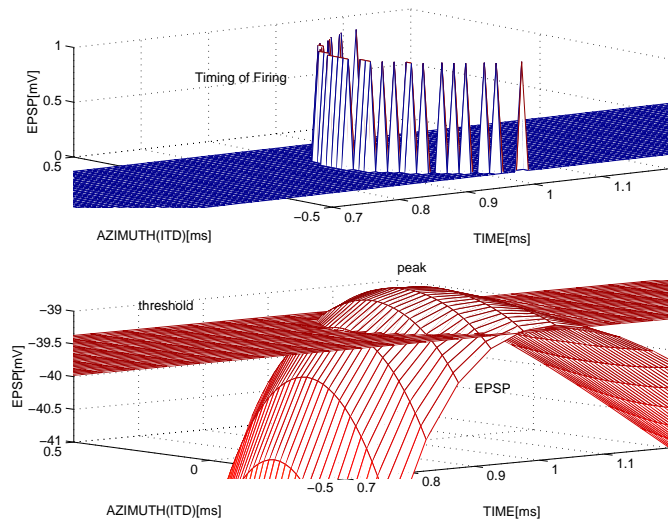 1
0.5
0
0.5
EPSP[mV]
Timing of Firing
−0.5
0.7
0.8
0.9
1
1.1
AZIMUTH(ITD)[ms]
TIME[ms]
peak
threshold
−39
−39.5
−40
−40.5
−41
0.5
EPSP[mV]
EPSP
0
−0.5
0.7
0.8
0.9
1
1.1
AZIMUTH(ITD)[ms]
TIME[ms]